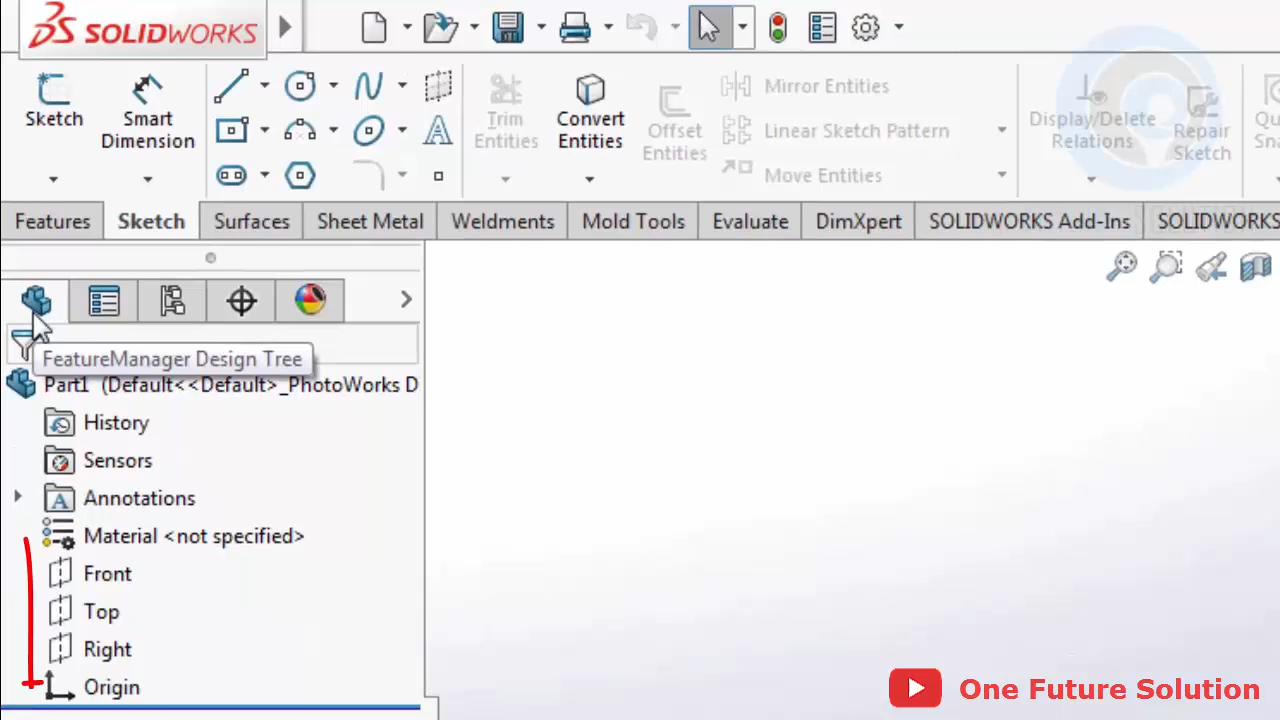 SOLIDWORKS
Sketch
Smart Dimension
Trim Entities
Convert Entities
Offset Entities
Mirror Entities
Linear Sketch Pattern
Move Entities
Display/Delete Relations
Repair Sketch
Features Sketch Surfaces Sheet Metal Weldments Mold Tools Evaluate DimXpert SOLIDWORKS Add-Ins SOLIDWORKS
FeatureManager Design Tree
Part1 (Default<<Default>_PhotoWorks D
History
Sensors
Annotations
Material <not specified>
Front
Top
Right
Origin
One Future Solution